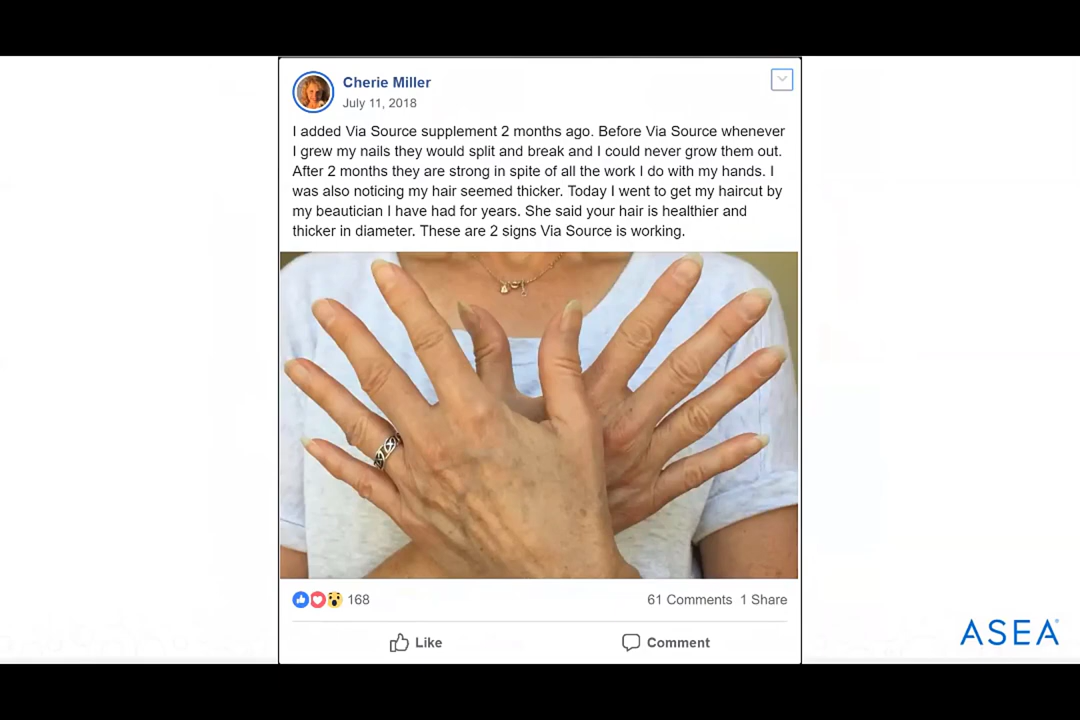 Cherie Miller
July 11, 2018
I added Via Source supplement 2 months ago. Before Via Source whenever
I grew my nails they would split and break and I could never grow them out.
After 2 months they are strong in spite of all the work I do with my hands. I
was also noticing my hair seemed thicker. Today I went to get my haircut by
my beautician I have had for years. She said your hair is healthier and
thicker in diameter. These are 2 signs Via Source is working.
168
61 Comments 1 Share
Like
Comment
ASEA